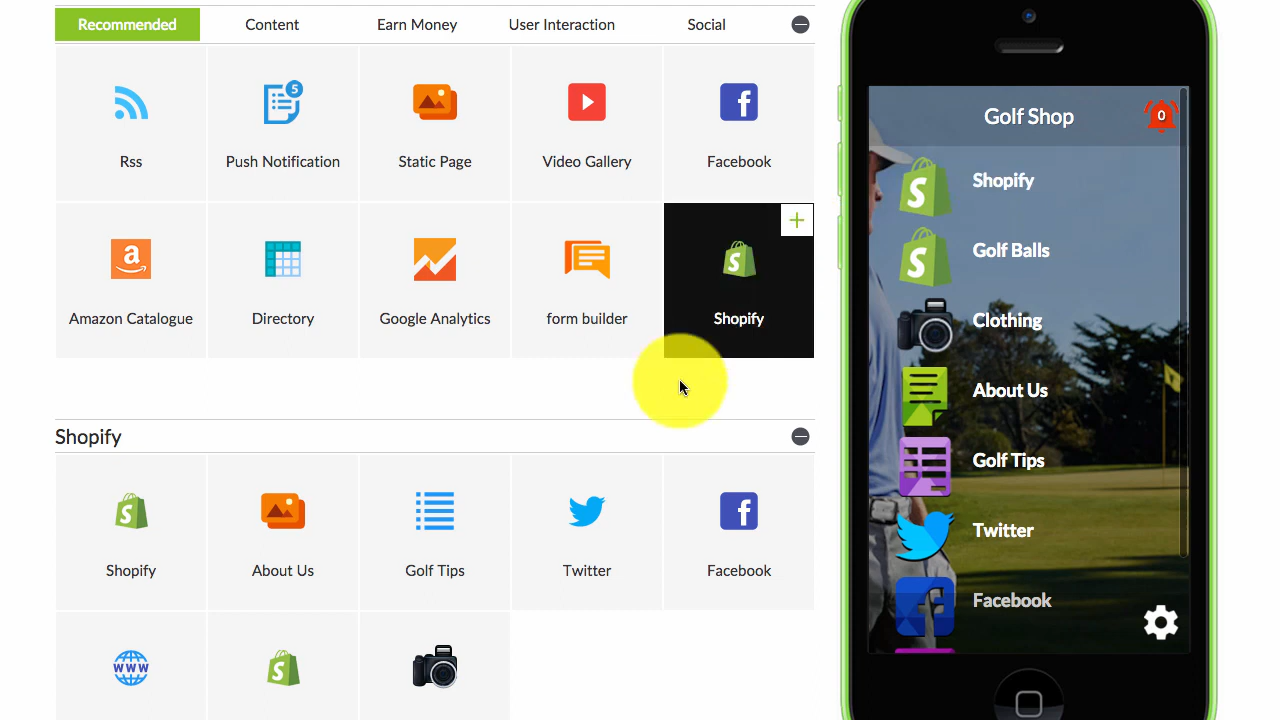 Recommended Content Earn Money User Interaction Social
5
Rss Push Notification Static Page Video Gallery Facebook
Amazon Catalogue Directory Google Analytics form builder Shopify
Shopify
Shopify About Us Golf Tips Twitter Facebook
WWW
Golf Shop 0
Shopify
Golf Balls
Clothing
About Us
Golf Tips
Twitter
Facebook